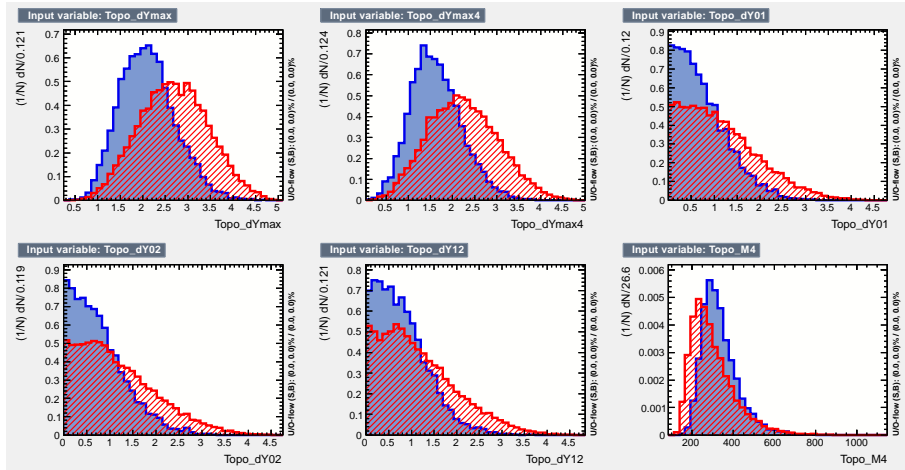 Input variable: Topo_dYmax
(1/N) dN/0.121
0.7
0.6
0.5
0.4
0.3
0.2
0.1
0
0.5 1 1.5 2 2.5 3 3.5 4 4.5 5
Topo_dYmax
U/O-flow (S,B): (0.0, 0.0)% / (0.0, 0.0)%
Input variable: Topo_dYmax4
(1/N) dN/0.124
0.8
0.7
0.6
0.5
0.4
0.3
0.2
0.1
0
0.5 1 1.5 2 2.5 3 3.5 4 4.5 5
Topo_dYmax4
U/O-flow (S,B): (0.0, 0.0)% / (0.0, 0.0)%
Input variable: Topo_dY01
(1/N) dN/0.12
0.9
0.8
0.7
0.6
0.5
0.4
0.3
0.2
0.1
0
0 0.5 1 1.5 2 2.5 3 3.5 4 4.5
Topo_dY01
U/O-flow (S,B): (0.0, 0.0)% / (0.0, 0.0)%
Input variable: Topo_dY02
(1/N) dN/0.119
0.9
0.8
0.7
0.6
0.5
0.4
0.3
0.2
0.1
0
0 0.5 1 1.5 2 2.5 3 3.5 4 4.5
Topo_dY02
U/O-flow (S,B): (0.0, 0.0)% / (0.0, 0.0)%
Input variable: Topo_dY12
(1/N) dN/0.121
0.8
0.7
0.6
0.5
0.4
0.3
0.2
0.1
0
0 0.5 1 1.5 2 2.5 3 3.5 4 4.5
Topo_dY12
U/O-flow (S,B): (0.0, 0.0)% / (0.0, 0.0)%
Input variable: Topo_M4
(1/N) dN/26.6
0.006
0.005
0.004
0.003
0.002
0.001
0
200 400 600 800 1000
Topo_M4
U/O-flow (S,B): (0.0, 0.0)% / (0.0, 0.0)%